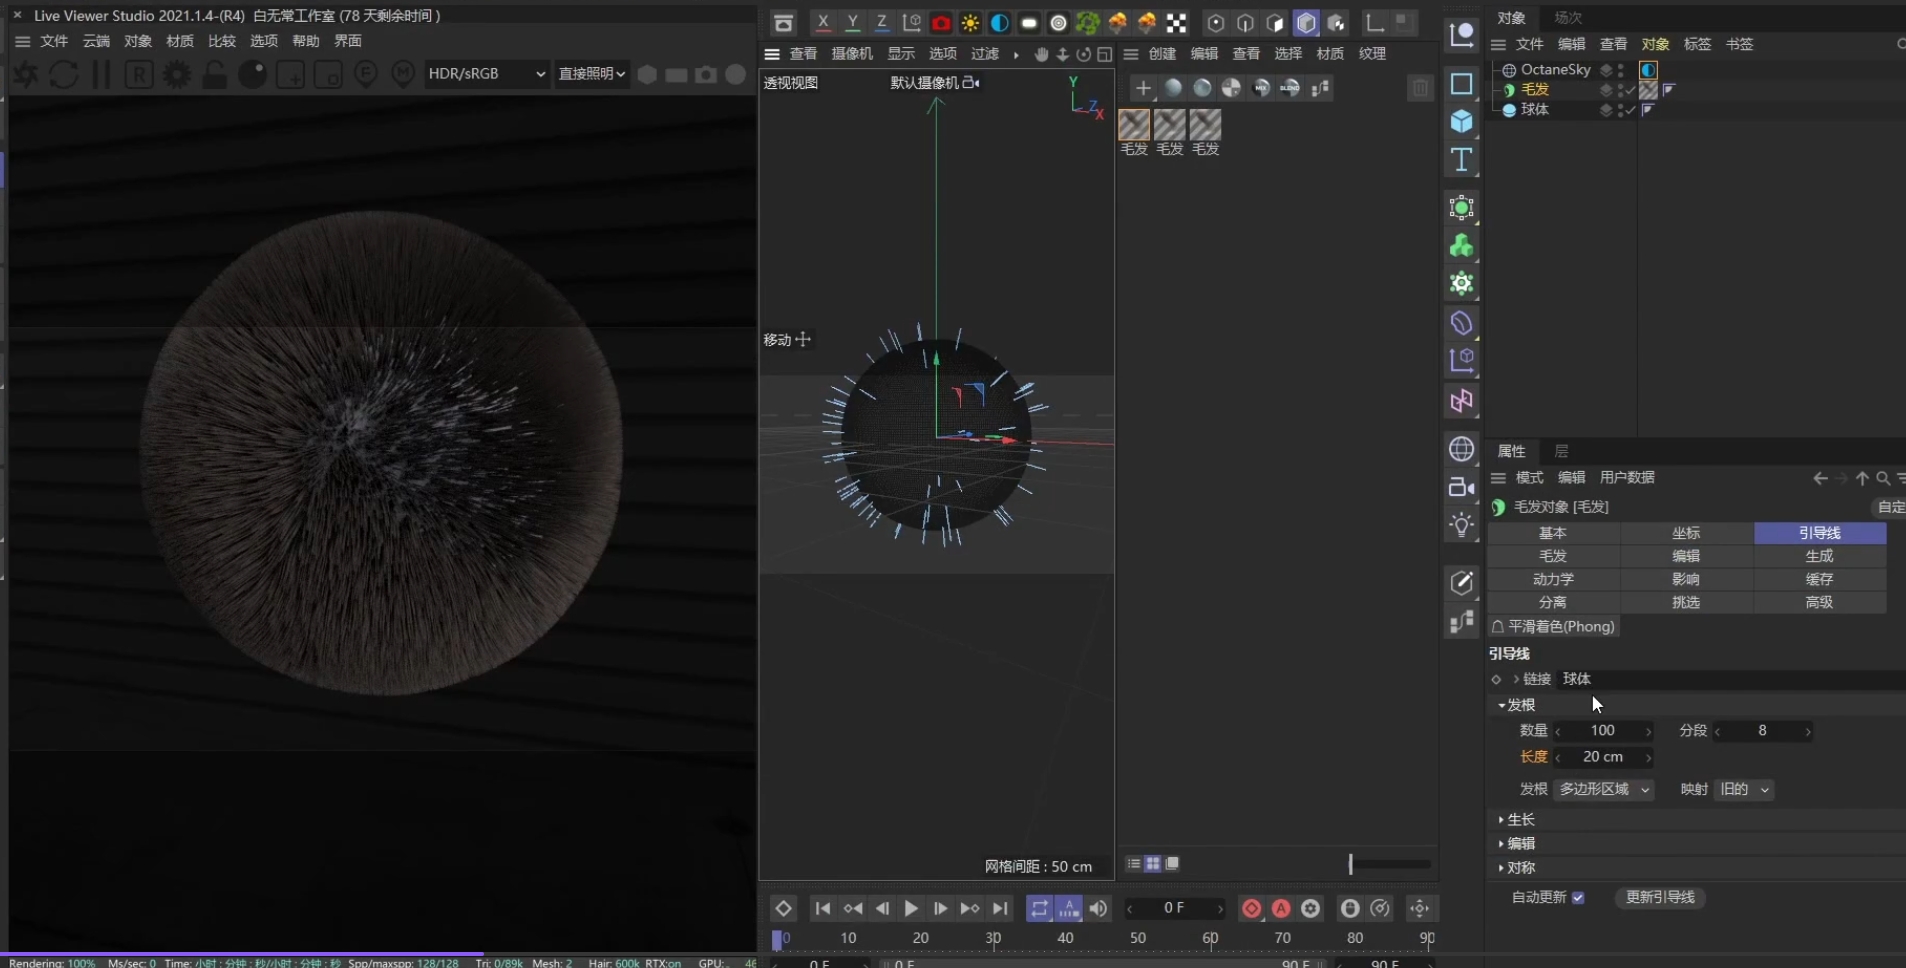 Live Viewer Studio 2021.1.4-(R4) 白无常工作室 (78 天剩余时间 )
文件 云端 对象 材质 比较 选项 帮助 界面
R F M HDR/sRGB 直接照明
X Y Z
查看 摄像机 显示 选项 过滤
透视视图 默认摄像机
Y
Z
X
移动
网格间距 : 50 cm
创建 编辑 查看 选择 材质 纹理
MIX BLEND
毛发 毛发 毛发
0 F
0 10 20 30 40 50 60 70 80 90
0 F 0 F 90 F 90 F
Rendering: 100% Ms/sec: 0 Time: 小时 : 分钟 : 秒/小时 : 分钟 : 秒 Spp/maxspp: 128/128 Tri: 0/89k Mesh: 2 Hair: 600k RTX:on GPU: 46
对象 场次
文件 编辑 查看 对象 标签 书签
OctaneSky
毛发
球体
属性 层
模式 编辑 用户数据
毛发对象 [毛发] 自定
基本 坐标 引导线
毛发 编辑 生成
动力学 影响 缓存
分离 挑选 高级
平滑着色(Phong)
引导线
链接 球体
发根
数量 100 分段 8
长度 20 cm
发根 多边形区域 映射 旧的
生长
编辑
对称
自动更新 更新引导线